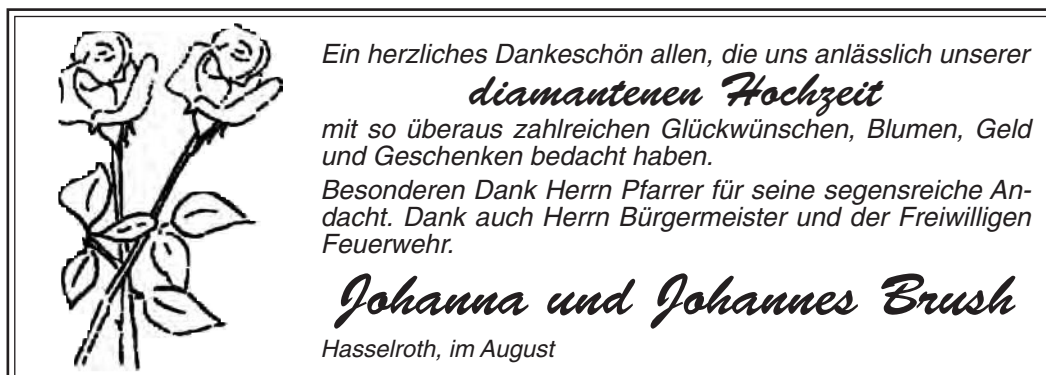 Ein herzliches Dankeschön allen, die uns anlässlich unserer
diamantenen Hochzeit
mit so überaus zahlreichen Glückwünschen, Blumen, Geld
und Geschenken bedacht haben.
Besonderen Dank Herrn Pfarrer für seine segensreiche An-
dacht. Dank auch Herrn Bürgermeister und der Freiwilligen
Feuerwehr.
Johanna und Johannes Brush
Hasselroth, im August